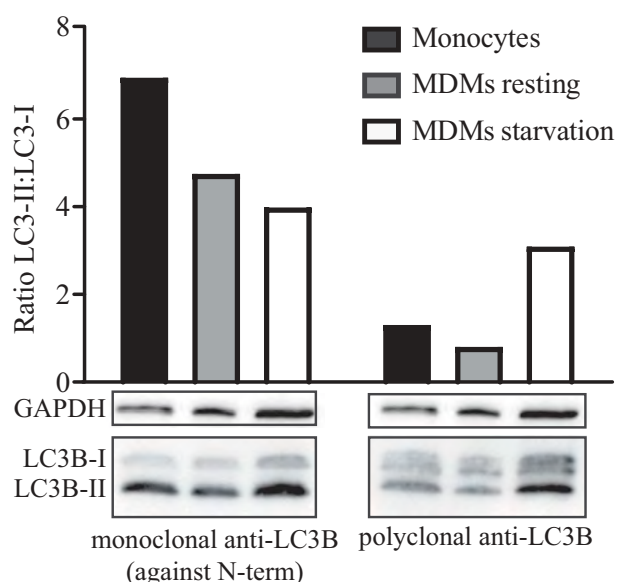 8
6
4
2
0
Ratio LC3-II:LC3-I
Monocytes
MDMs resting
MDMs starvation
GAPDH
LC3B-I
LC3B-II
monoclonal anti-LC3B
(against N-term)
polyclonal anti-LC3B